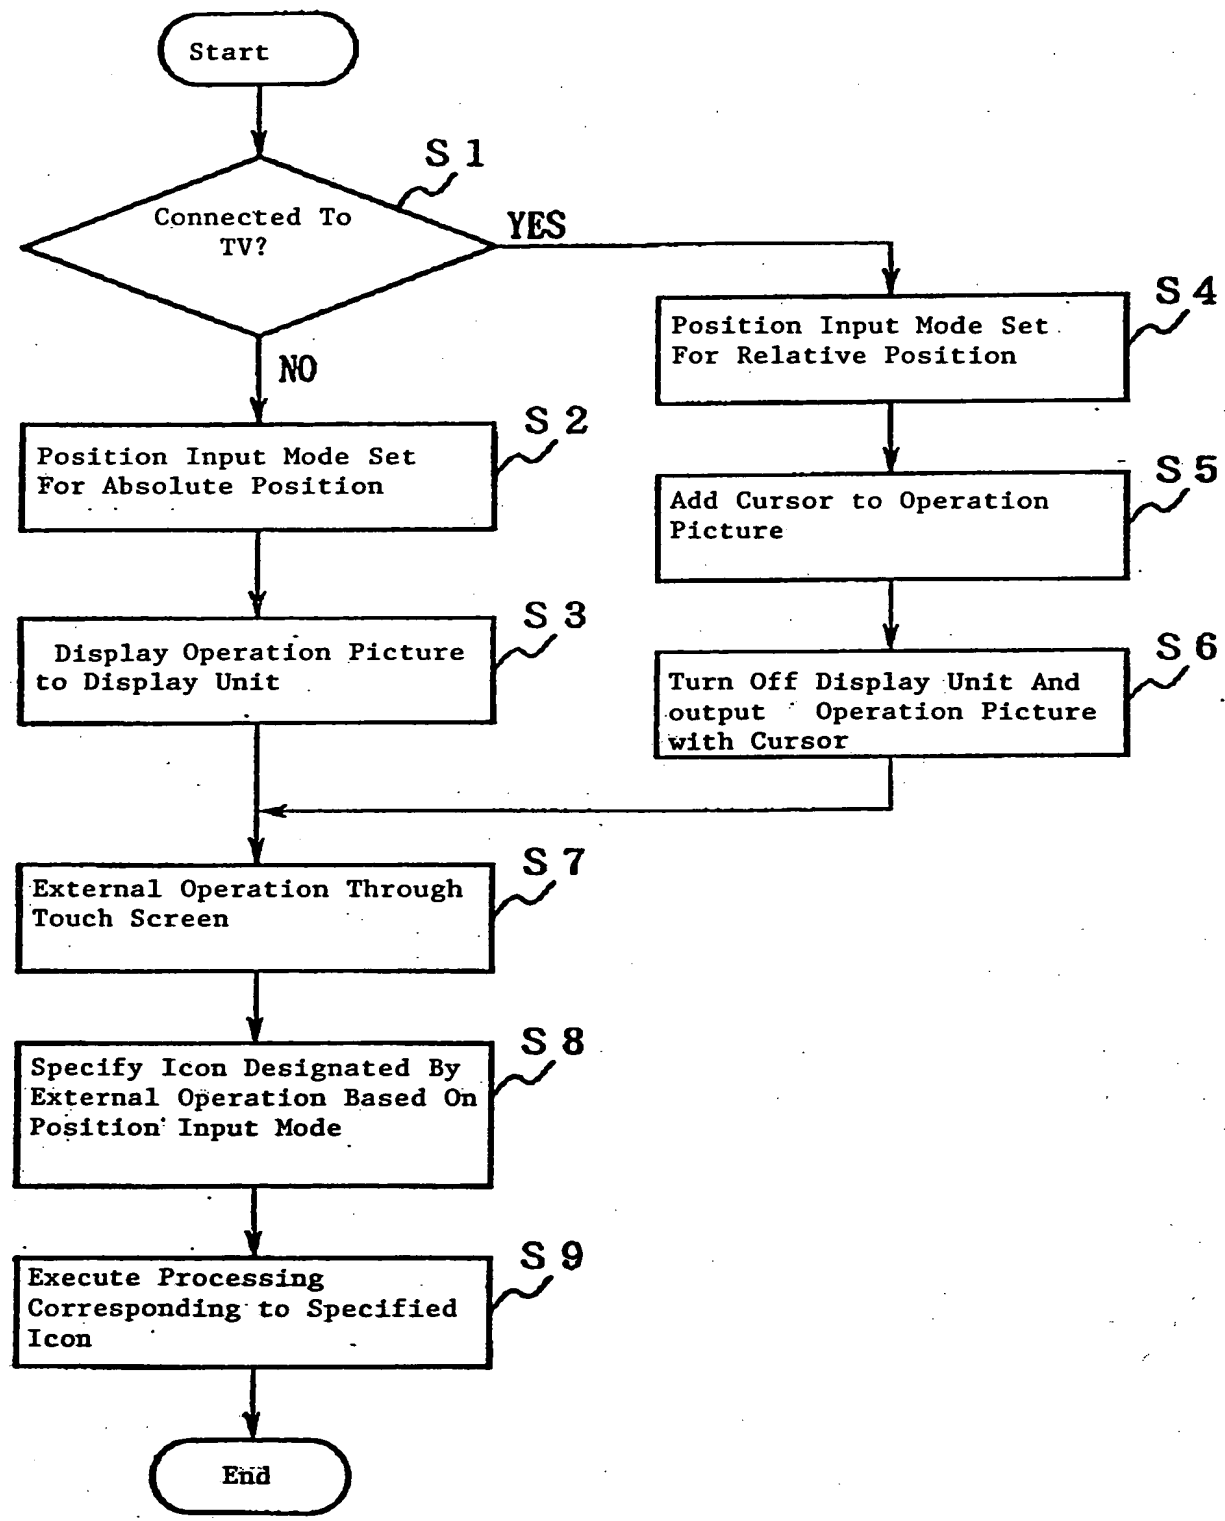 Start
S 1
Connected To
TV?
YES
NO
S 2
Position Input Mode Set
For Absolute Position
S 3
Display Operation Picture
to Display Unit
S 4
Position Input Mode Set
For Relative Position
S 5
Add Cursor to Operation
Picture
S 6
Turn Off Display Unit And
output Operation Picture
with Cursor
S 7
External Operation Through
Touch Screen
S 8
Specify Icon Designated By
External Operation Based On
Position Input Mode
S 9
Execute Processing
Corresponding to Specified
Icon
End